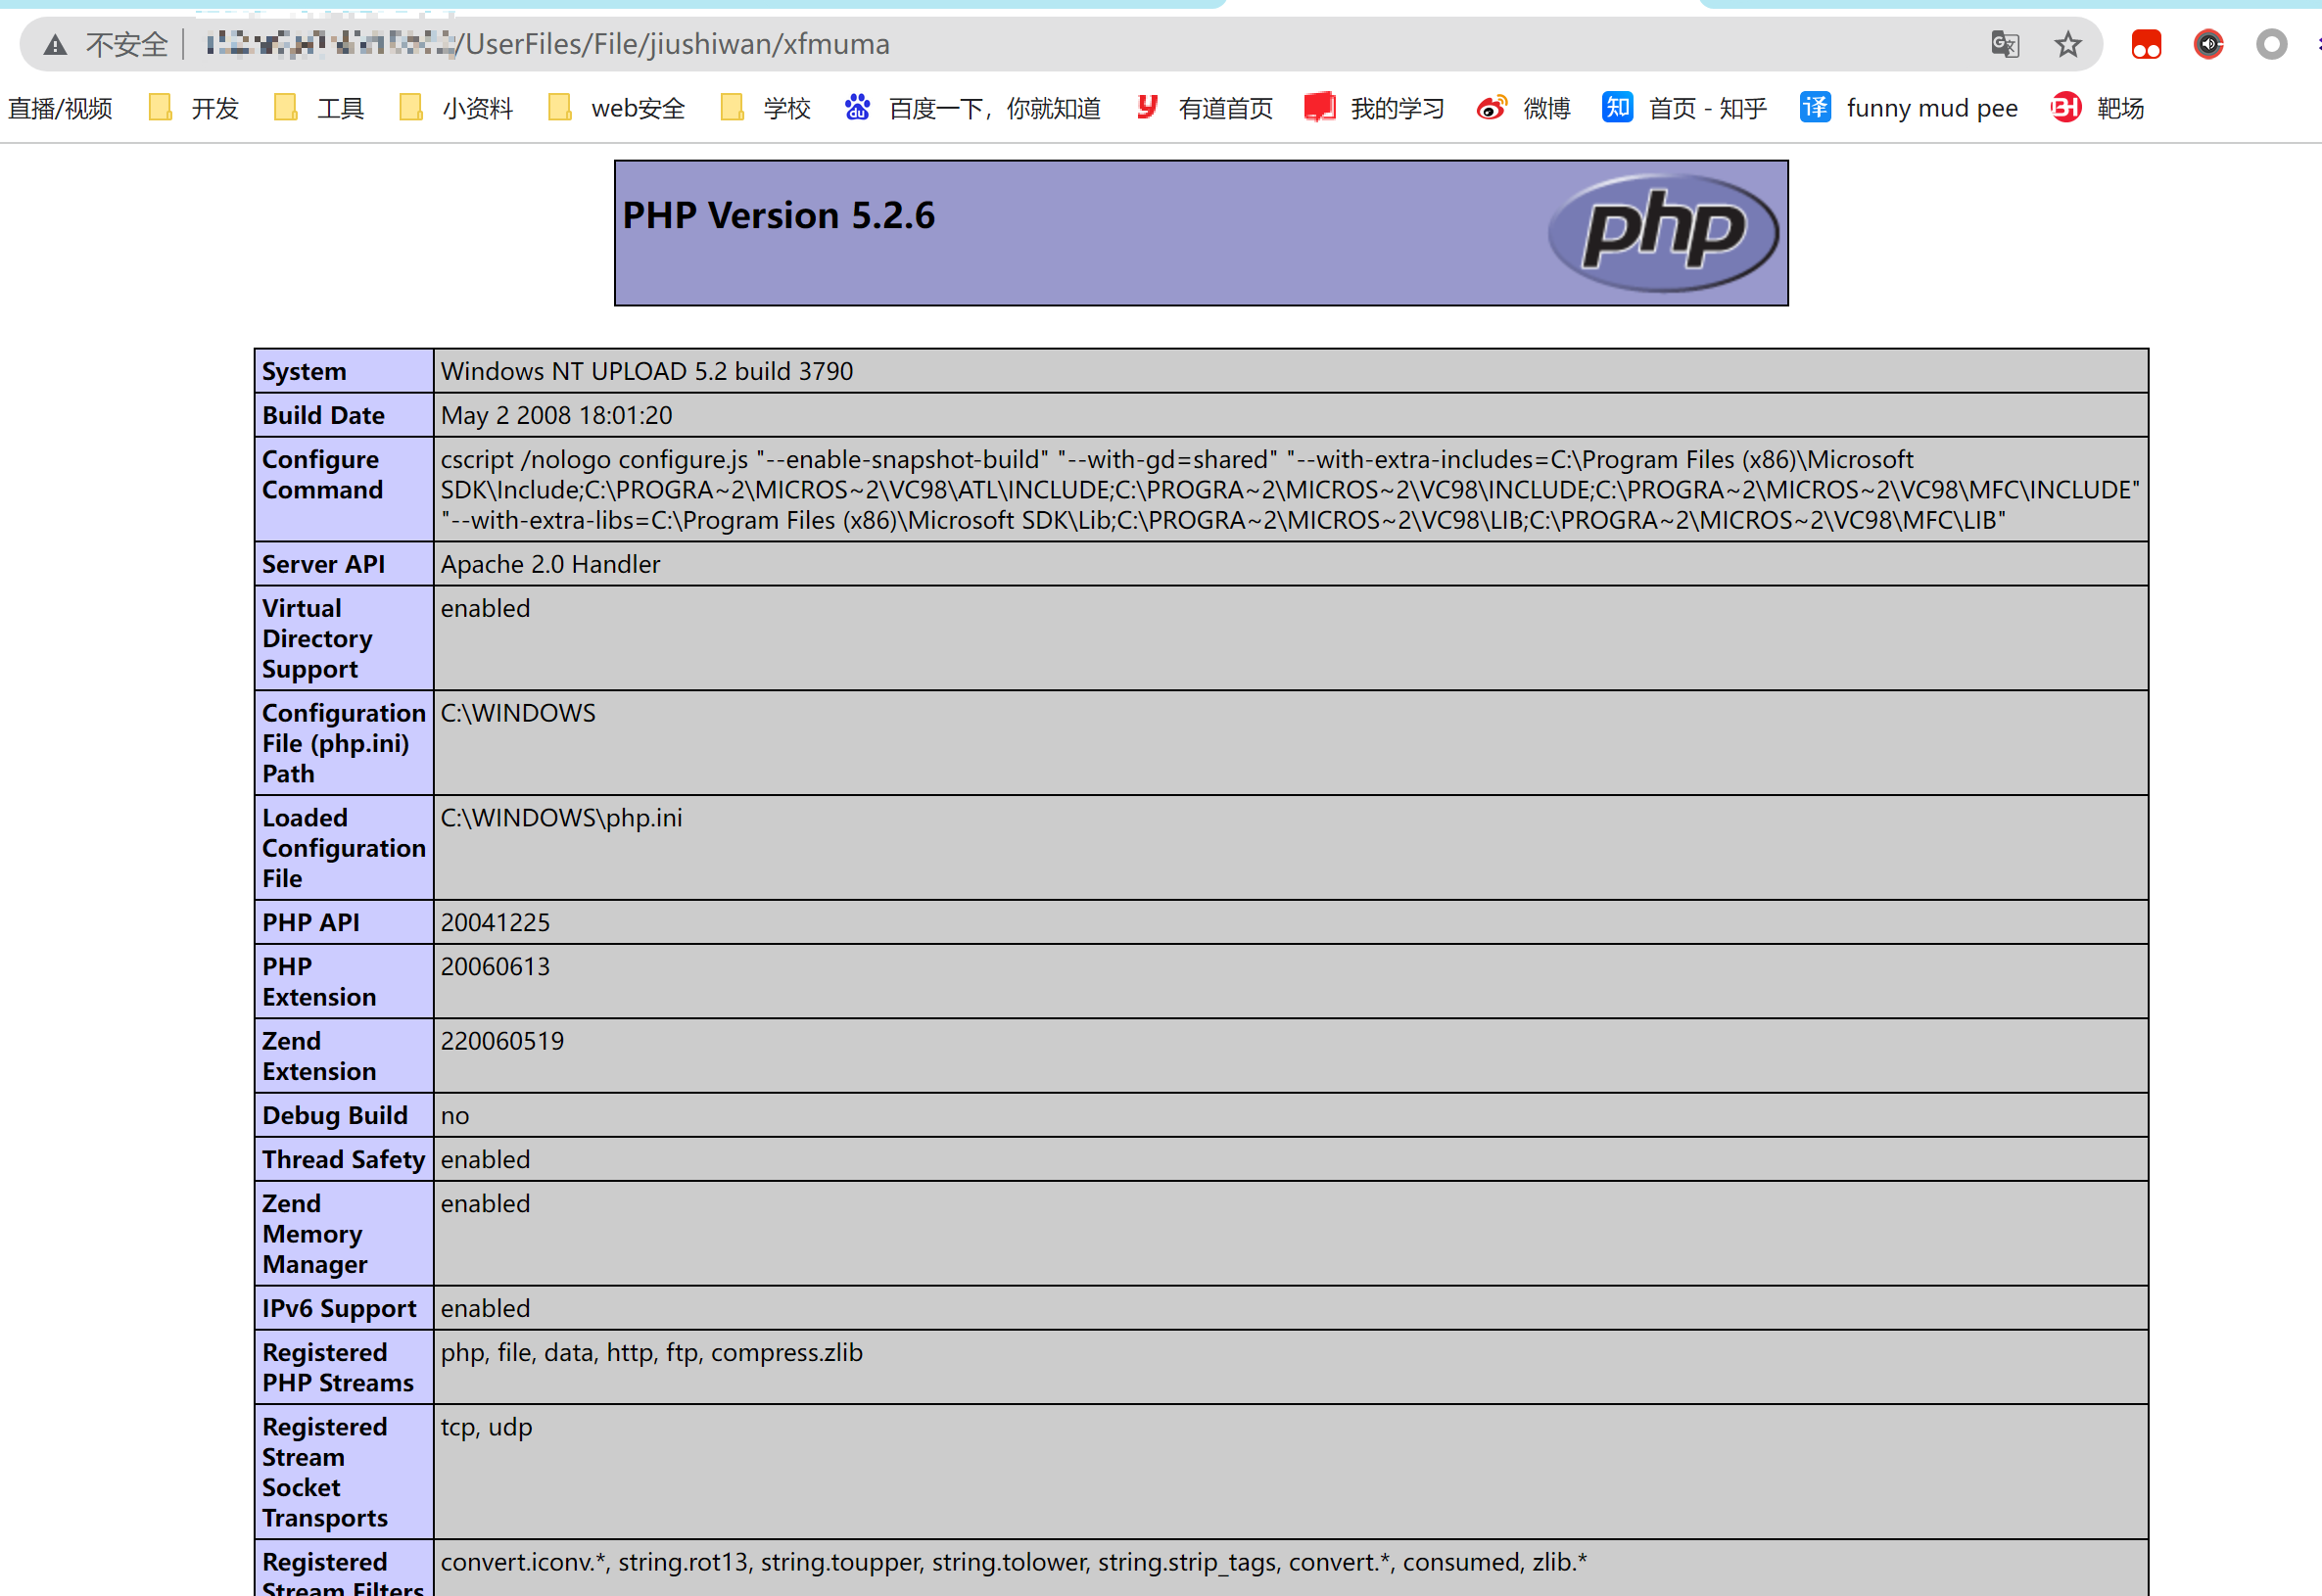 不安全 /UserFiles/File/jiushiwan/xfmuma
直播/视频 开发 工具 小资料 web安全 学校 百度一下，你就知道 有道首页 我的学习 微博 知 首页 - 知乎 译 funny mud pee 靶场
PHP Version 5.2.6
php
System Windows NT UPLOAD 5.2 build 3790
Build Date May 2 2008 18:01:20
Configure cscript /nologo configure.js "--enable-snapshot-build" "--with-gd=shared" "--with-extra-includes=C:\Program Files (x86)\Microsoft
Command SDK\Include;C:\PROGRA~2\MICROS~2\VC98\ATL\INCLUDE;C:\PROGRA~2\MICROS~2\VC98\INCLUDE;C:\PROGRA~2\MICROS~2\VC98\MFC\INCLUDE"
"--with-extra-libs=C:\Program Files (x86)\Microsoft SDK\Lib;C:\PROGRA~2\MICROS~2\VC98\LIB;C:\PROGRA~2\MICROS~2\VC98\MFC\LIB"
Server API Apache 2.0 Handler
Virtual enabled
Directory
Support
Configuration C:\WINDOWS
File (php.ini)
Path
Loaded C:\WINDOWS\php.ini
Configuration
File
PHP API 20041225
PHP 20060613
Extension
Zend 220060519
Extension
Debug Build no
Thread Safety enabled
Zend enabled
Memory
Manager
IPv6 Support enabled
Registered php, file, data, http, ftp, compress.zlib
PHP Streams
Registered tcp, udp
Stream
Socket
Transports
Registered convert.iconv.*, string.rot13, string.toupper, string.tolower, string.strip_tags, convert.*, consumed, zlib.*
Stream Filters